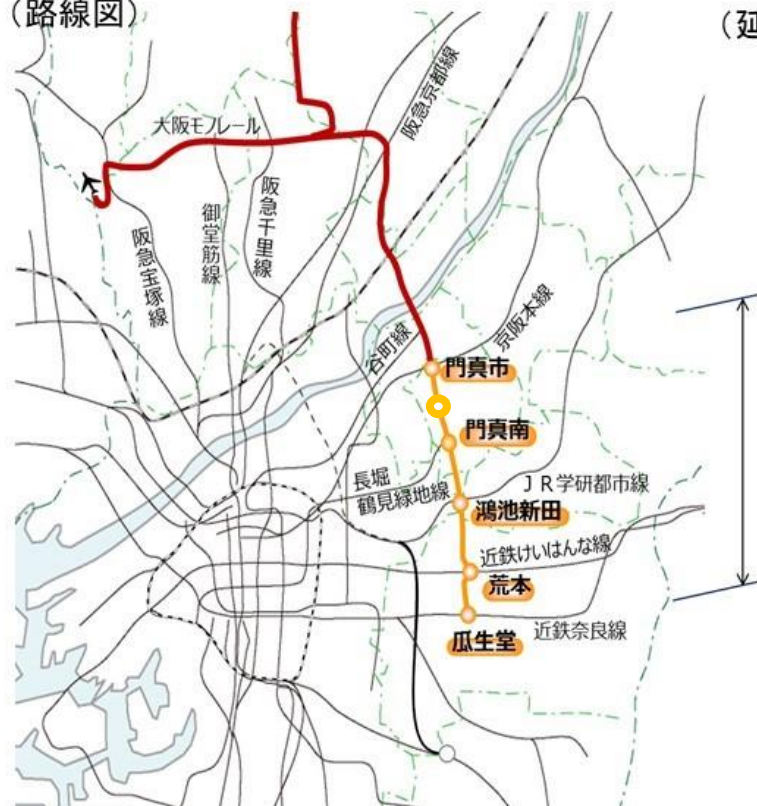 (路線図)
(延
大阪モノレール
阪急京都線
阪急千里線
御堂筋線
阪急宝塚線
谷町線
京阪本線
門真市
門真南
長堀
鶴見緑地線
JR学研都市線
鴻池新田
近鉄けいはんな線
荒本
近鉄奈良線
瓜生堂